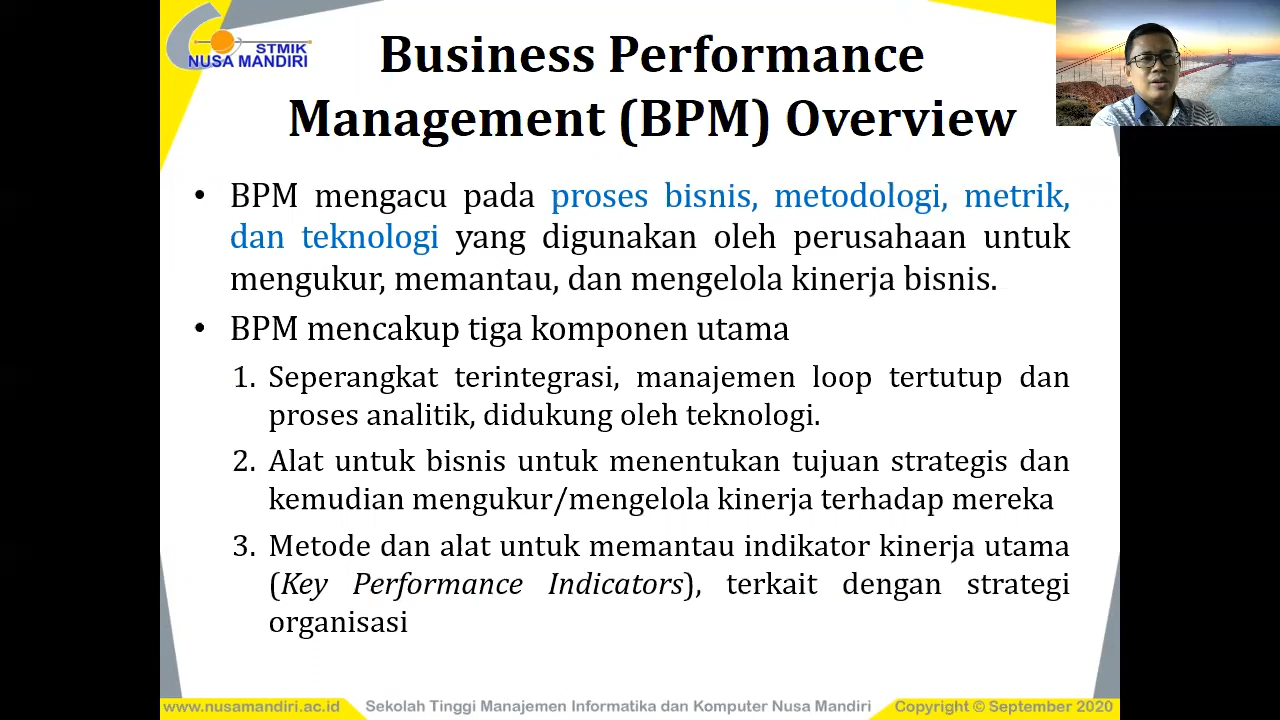 STMIK
NUSA MANDIRI
Business Performance
Management (BPM) Overview
• BPM mengacu pada proses bisnis, metodologi, metrik,
dan teknologi yang digunakan oleh perusahaan untuk
mengukur, memantau, dan mengelola kinerja bisnis.
• BPM mencakup tiga komponen utama
1. Seperangkat terintegrasi, manajemen loop tertutup dan
proses analitik, didukung oleh teknologi.
2. Alat untuk bisnis untuk menentukan tujuan strategis dan
kemudian mengukur/mengelola kinerja terhadap mereka
3. Metode dan alat untuk memantau indikator kinerja utama
(Key Performance Indicators), terkait dengan strategi
organisasi
www.nusamandiri.ac.id Sekolah Tinggi Manajemen Informatika dan Komputer Nusa Mandiri Copyright © September 2020